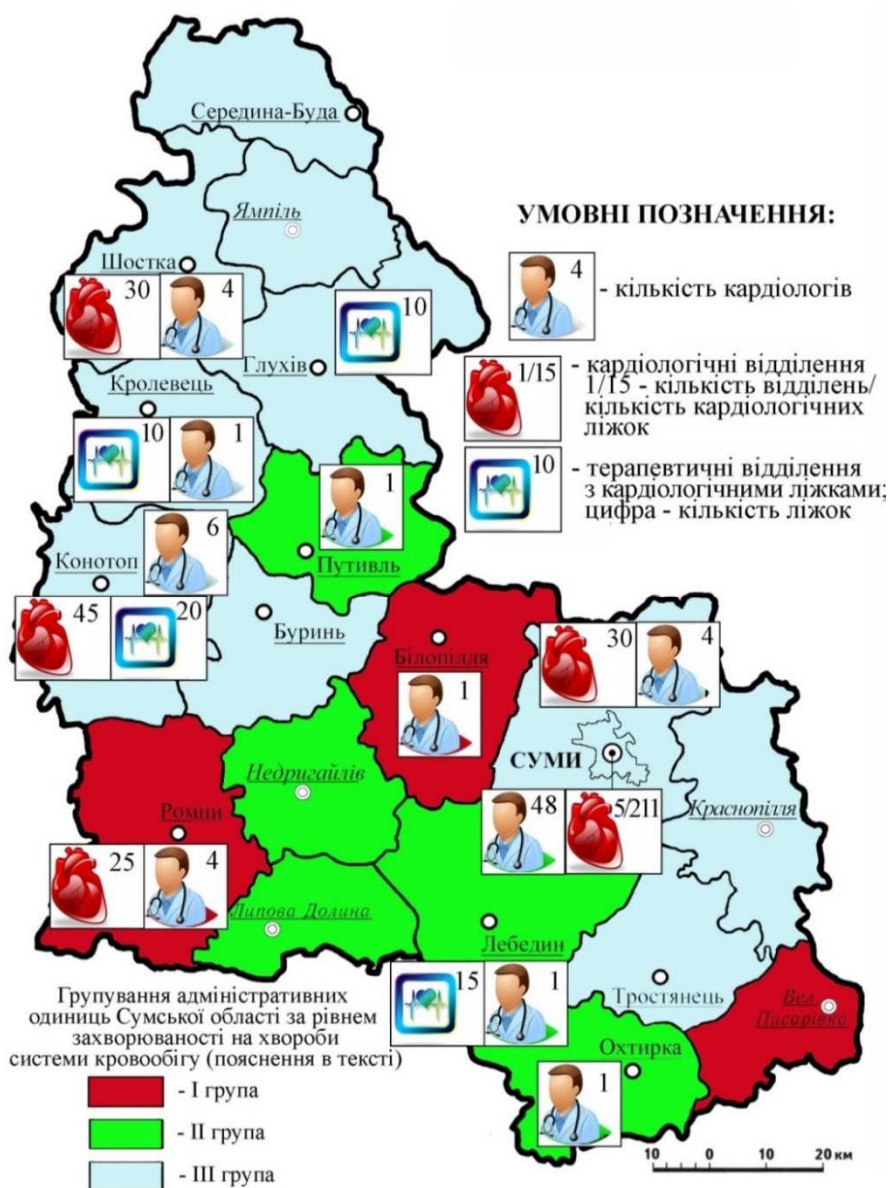 Середина-Буда
Ямпіль
УМОВНІ ПОЗНАЧЕННЯ:
4
- кількість кардіологів
Шостка
30
4
10
Глухів
1/15
- кардіологічні відділення
1/15 - кількість відділень/
кількість кардіологічних
ліжок
Кролевець
10
1
10
- терапевтичні відділення
з кардіологічними ліжками;
цифра - кількість ліжок
1
Путивль
6
Конотоп
45
20
Буринь
Білопілля
1
30
4
СУМИ
48
5/211
Краснопілля
Недригайлів
Ромни
25
4
Липова Долина
Лебедин
15
1
Тростянець
Вел.
Писарівка
Охтирка
1
Групування адміністративних
одиниць Сумської області за рівнем
захворюваності на хвороби
системи кровообігу (пояснення в тексті)
- І група
- ІІ група
- ІІІ група
10 0 10 20 км